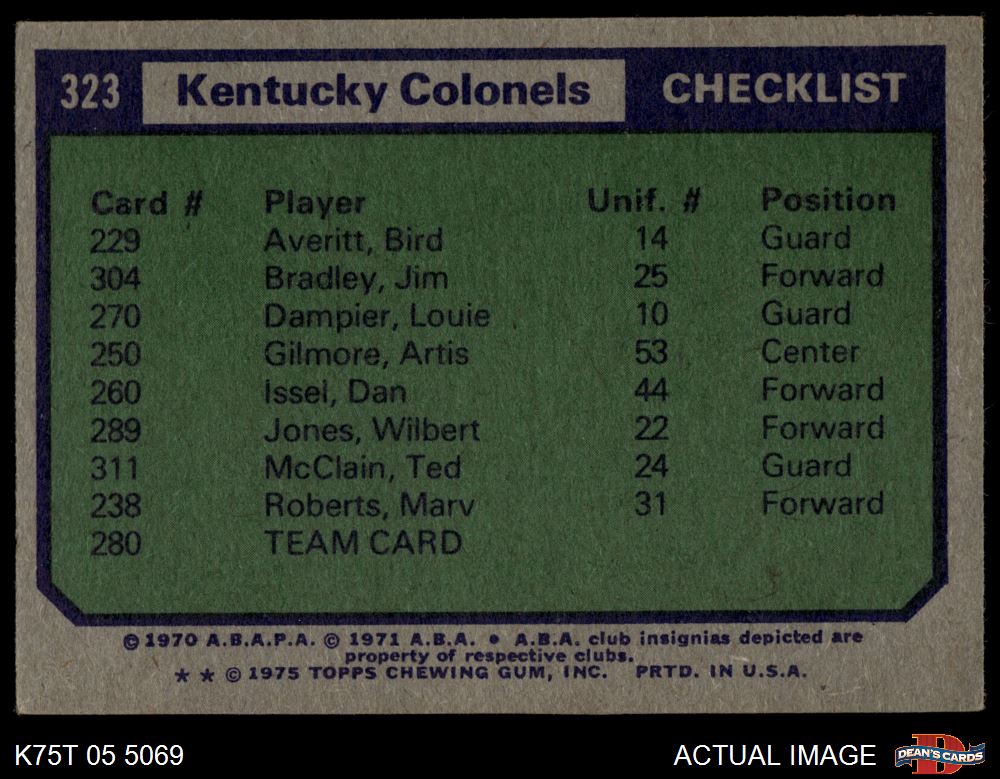 323 Kentucky Colonels CHECKLIST
Card # Player Unif. # Position
229 Averitt, Bird 14 Guard
304 Bradley, Jim 25 Forward
270 Dampier, Louie 10 Guard
250 Gilmore, Artis 53 Center
260 Issel, Dan 44 Forward
289 Jones, Wilbert 22 Forward
311 McClain, Ted 24 Guard
238 Roberts, Marv 31 Forward
280 TEAM CARD
© 1970 A.B.A.P.A. © 1971 A.B.A. • A.B.A. club insignias depicted are
property of respective clubs.
* * © 1975 TOPPS CHEWING GUM, INC. PRTD. IN U.S.A.
K75T 05 5069 ACTUAL IMAGE D DEAN'S CARDS